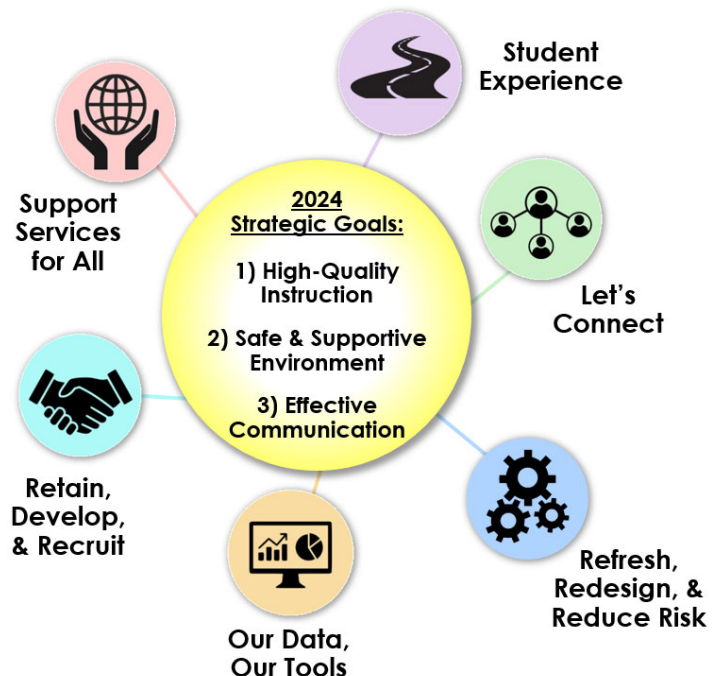 Student
Experience
Support
Services
for All
2024
Strategic Goals:
1) High-Quality
Instruction
2) Safe & Supportive
Environment
3) Effective
Communication
Let's
Connect
Retain,
Develop,
& Recruit
Refresh,
Redesign, &
Reduce Risk
Our Data,
Our Tools